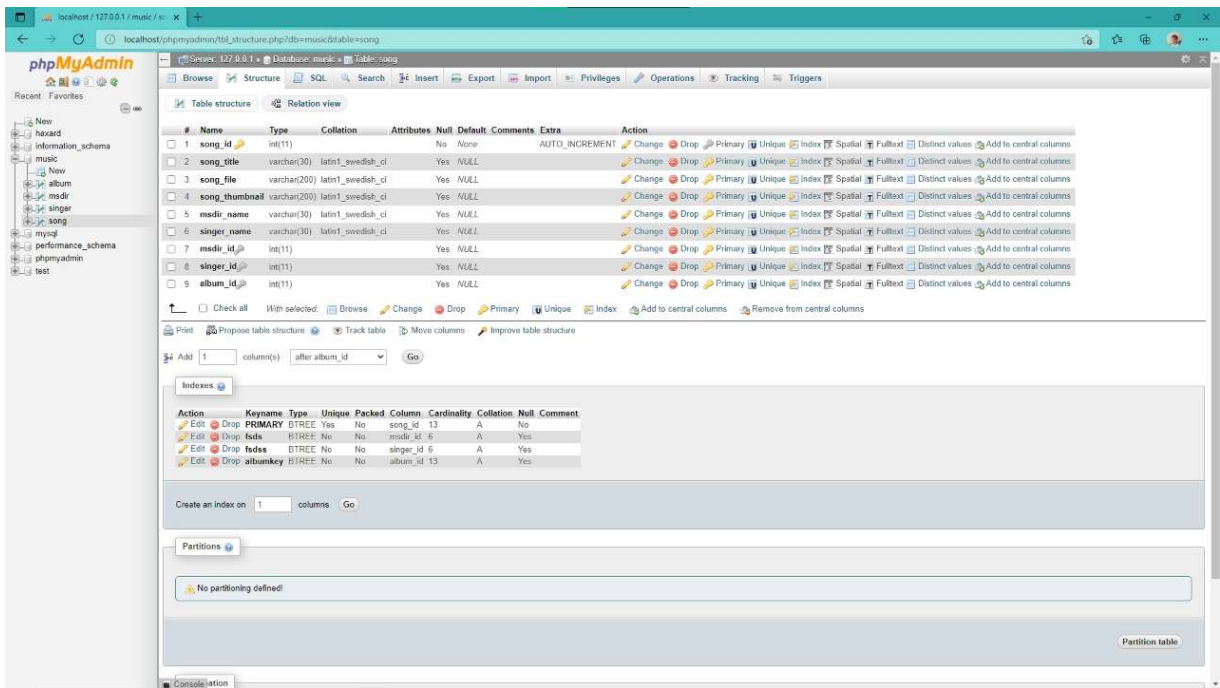 localhost / 127.0.0.1 / music / so
localhost/phpmyadmin/tbl_structure.php?db=music&table=song
phpMyAdmin
Recent Favorites
New
haxard
information_schema
music
New
album
msdir
singer
song
mysql
performance_schema
phpmyadmin
test
Server: 127.0.0.1 » Database: music » Table: song
Browse Structure SQL Search Insert Export Import Privileges Operations Tracking Triggers
Table structure Relation view
# Name Type Collation Attributes Null Default Comments Extra Action
1 song_id int(11) No None AUTO_INCREMENT Change Drop Primary Unique Index Spatial Fulltext Distinct values Add to central columns
2 song_title varchar(30) latin1_swedish_ci Yes NULL Change Drop Primary Unique Index Spatial Fulltext Distinct values Add to central columns
3 song_file varchar(200) latin1_swedish_ci Yes NULL Change Drop Primary Unique Index Spatial Fulltext Distinct values Add to central columns
4 song_thumbnail varchar(200) latin1_swedish_ci Yes NULL Change Drop Primary Unique Index Spatial Fulltext Distinct values Add to central columns
5 msdir_name varchar(30) latin1_swedish_ci Yes NULL Change Drop Primary Unique Index Spatial Fulltext Distinct values Add to central columns
6 singer_name varchar(30) latin1_swedish_ci Yes NULL Change Drop Primary Unique Index Spatial Fulltext Distinct values Add to central columns
7 msdir_id int(11) Yes NULL Change Drop Primary Unique Index Spatial Fulltext Distinct values Add to central columns
8 singer_id int(11) Yes NULL Change Drop Primary Unique Index Spatial Fulltext Distinct values Add to central columns
9 album_id int(11) Yes NULL Change Drop Primary Unique Index Spatial Fulltext Distinct values Add to central columns
Check all With selected: Browse Change Drop Primary Unique Index Add to central columns Remove from central columns
Print Propose table structure Track table Move columns Improve table structure
Add 1 column(s) after album_id Go
Indexes
Action Keyname Type Unique Packed Column Cardinality Collation Null Comment
Edit Drop PRIMARY BTREE Yes No song_id 13 A No
Edit Drop fsds BTREE No No msdir_id 6 A Yes
Edit Drop fsdss BTREE No No singer_id 6 A Yes
Edit Drop albumkey BTREE No No album_id 13 A Yes
Create an index on 1 columns Go
Partitions
No partitioning defined!
Partition table
Console ation